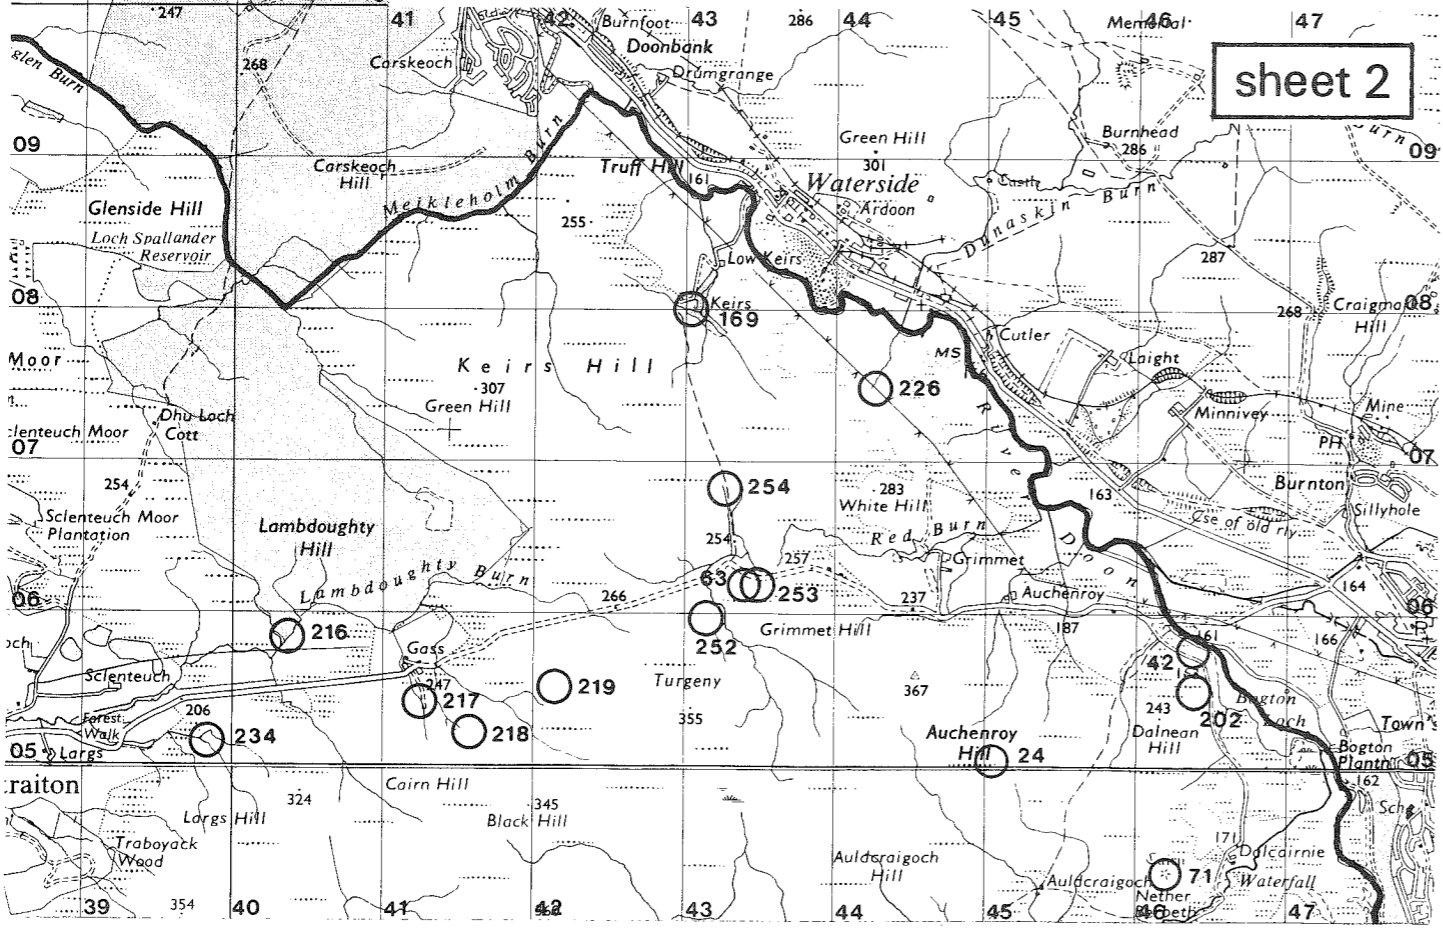 247
41
42
Burnfoot
43
286
44
45
Memorial
46
47
Doonbank
Carskeoch
268
Drumgrange
sheet 2
glen Burn
Burn
09
Carskeoch
Hill
Meikleholm Burn
Truff Hill
161
Green Hill
301
Burnhead
286
09
Waterside
Ardoon
Castle
Dunaskin Burn
Glenside Hill
Loch Spallander
Reservoir
255
Low Keirs
287
08
Keirs
169
268
Craigmark
Hill
08
Moor
Keirs Hill
307
Green Hill
MS
Cutler
Laight
226
Minnivey
Mine
Dhu Loch
Cott
River Doon
PH
07
07
254
254
283
White Hill
163
Burnton
Sillyhole
Sclenteuch Moor
Plantation
Lambdoughty
Hill
254
Red Burn
Cse of old rly
Lambdoughty Burn
257
Grimmet
63
253
164
06
266
237
Auchenroy
06
216
252
Grimmet Hill
187
161
166
Gass
42
Sclenteuch
247
217
219
Turgeny
367
202
Bogton
Loch
206
Forest
Walk
234
218
355
243
Dalnean
Hill
Town's
05
Largs
Auchenroy
Hill
24
Bogton
Plantn
05
traiton
Cairn Hill
162
324
345
Largs Hill
Black Hill
Sch
Traboyack
Wood
171
Auldcraigoch
Hill
Dalcairnie
Waterfall
Auldcraigoch
71
Nether
354
39
40
41
42
43
44
45
46
47